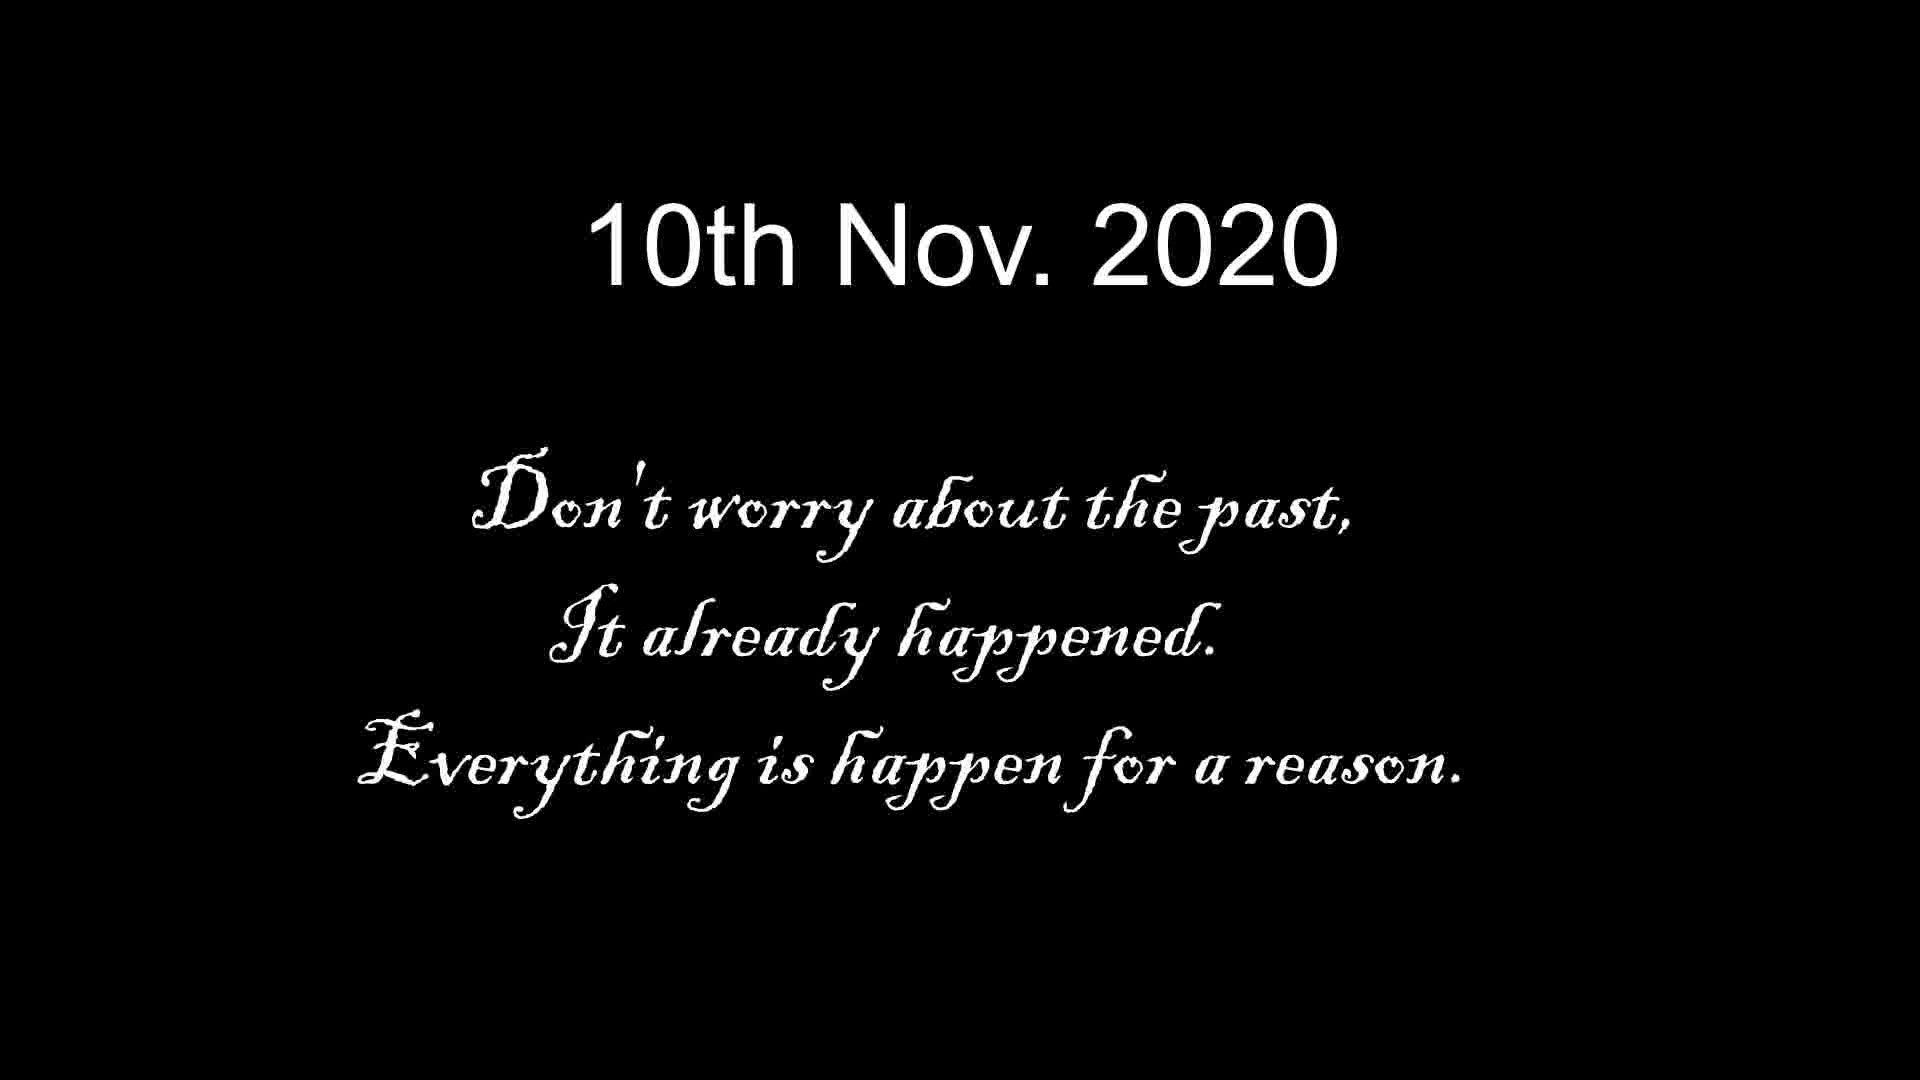 10th Nov. 2020
Don't worry about the past,
It already happened.
Everything is happen for a reason.